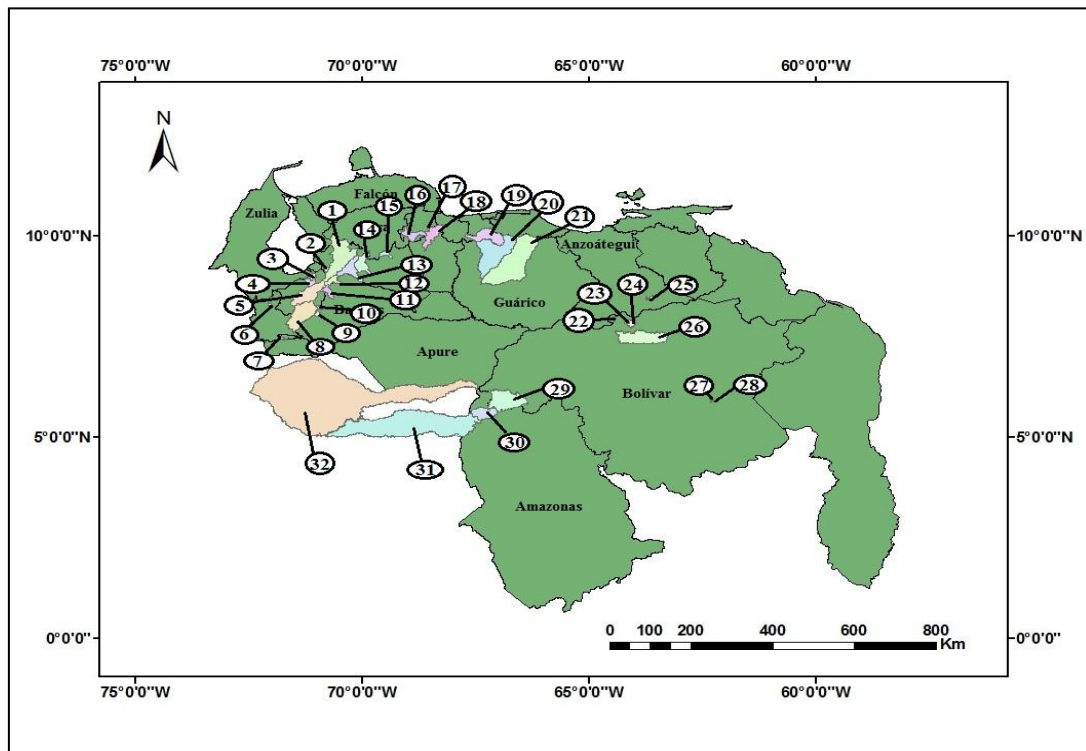 75°0'0"W 70°0'0"W 65°0'0"W 60°0'0"W
N
16 17 18 19 20 21
Falcón
15
Zulia
1
14
10°0'0"N
Anzoátegui
10°0'0"N
2
3
13
4
12
24
25
23
Guárico
5
11
22
10
26
6
9
8
7
Apure
27 28
29
Bolívar
30
5°0'0"N
5°0'0"N
32
31
Amazonas
0 100 200 400 600 800
Km
0°0'0"
0°0'0"
75°0'0"W 70°0'0"W 65°0'0"W 60°0'0"W